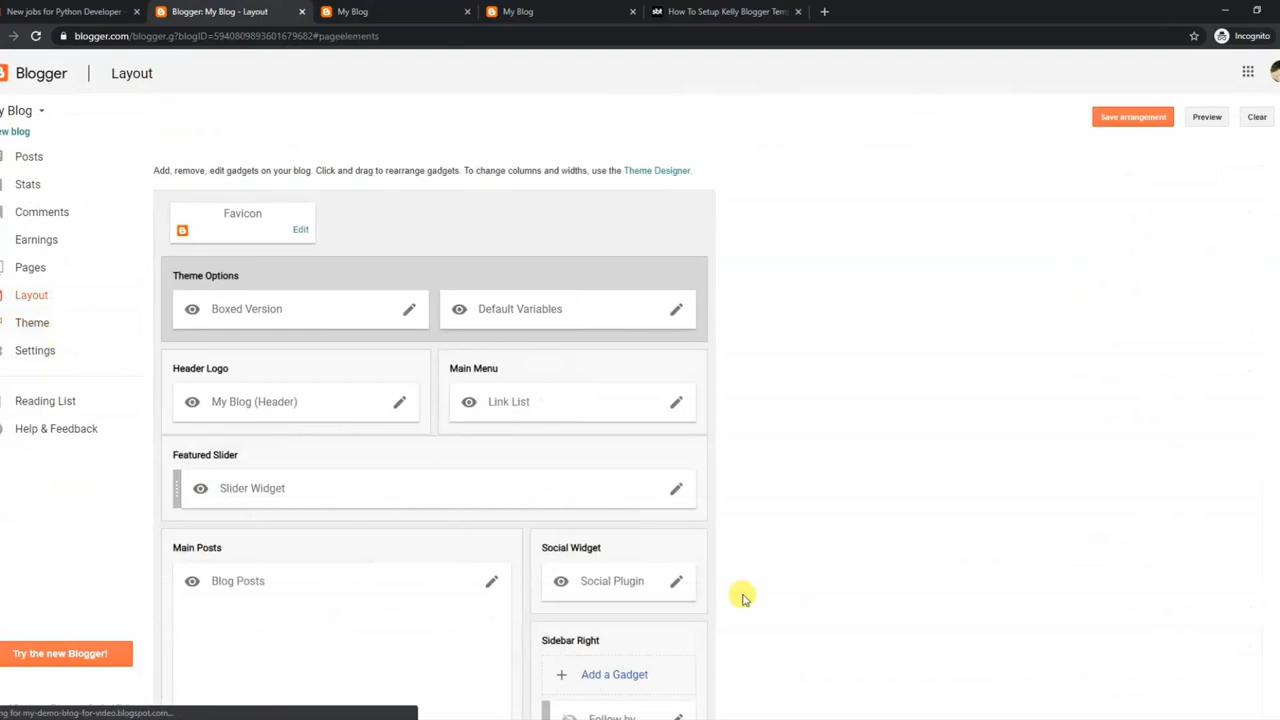 New jobs for Python Developer
Blogger: My Blog - Layout
My Blog
My Blog
sbt How To Setup Kelly Blogger Tem
blogger.com/blogger.g?blogID=5940809893601679682#pageelements
Incognito
Blogger
Layout
y Blog
ew blog
Save arrangement
Preview
Clear
Posts
Stats
Comments
Earnings
Pages
Layout
Theme
Settings
Reading List
Help & Feedback
Try the new Blogger!
Add, remove, edit gadgets on your blog. Click and drag to rearrange gadgets. To change columns and widths, use the Theme Designer.
Favicon
Edit
Theme Options
Boxed Version
Default Variables
Header Logo
My Blog (Header)
Main Menu
Link List
Featured Slider
Slider Widget
Main Posts
Blog Posts
Social Widget
Social Plugin
Sidebar Right
Add a Gadget
Follow by
ng for my-demo-blog-for-video.blogspot.com...